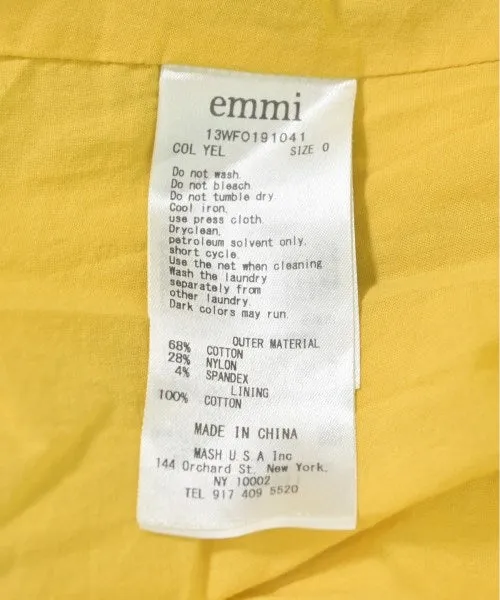 emmi
13WFO191041
COL YEL SIZE 0
Do not wash.
Do not bleach.
Do not tumble dry.
Cool iron,
use press cloth.
Dryclean,
petroleum solvent only,
short cycle.
Use the net when cleaning
Wash the laundry
separately from
other laundry.
Dark colors may run.
OUTER MATERIAL
68% COTTON
28% NYLON
4% SPANDEX
LINING
100% COTTON
MADE IN CHINA
MASH U S A Inc
144 Orchard St. New York,
NY 10002
TEL 917 409 5520